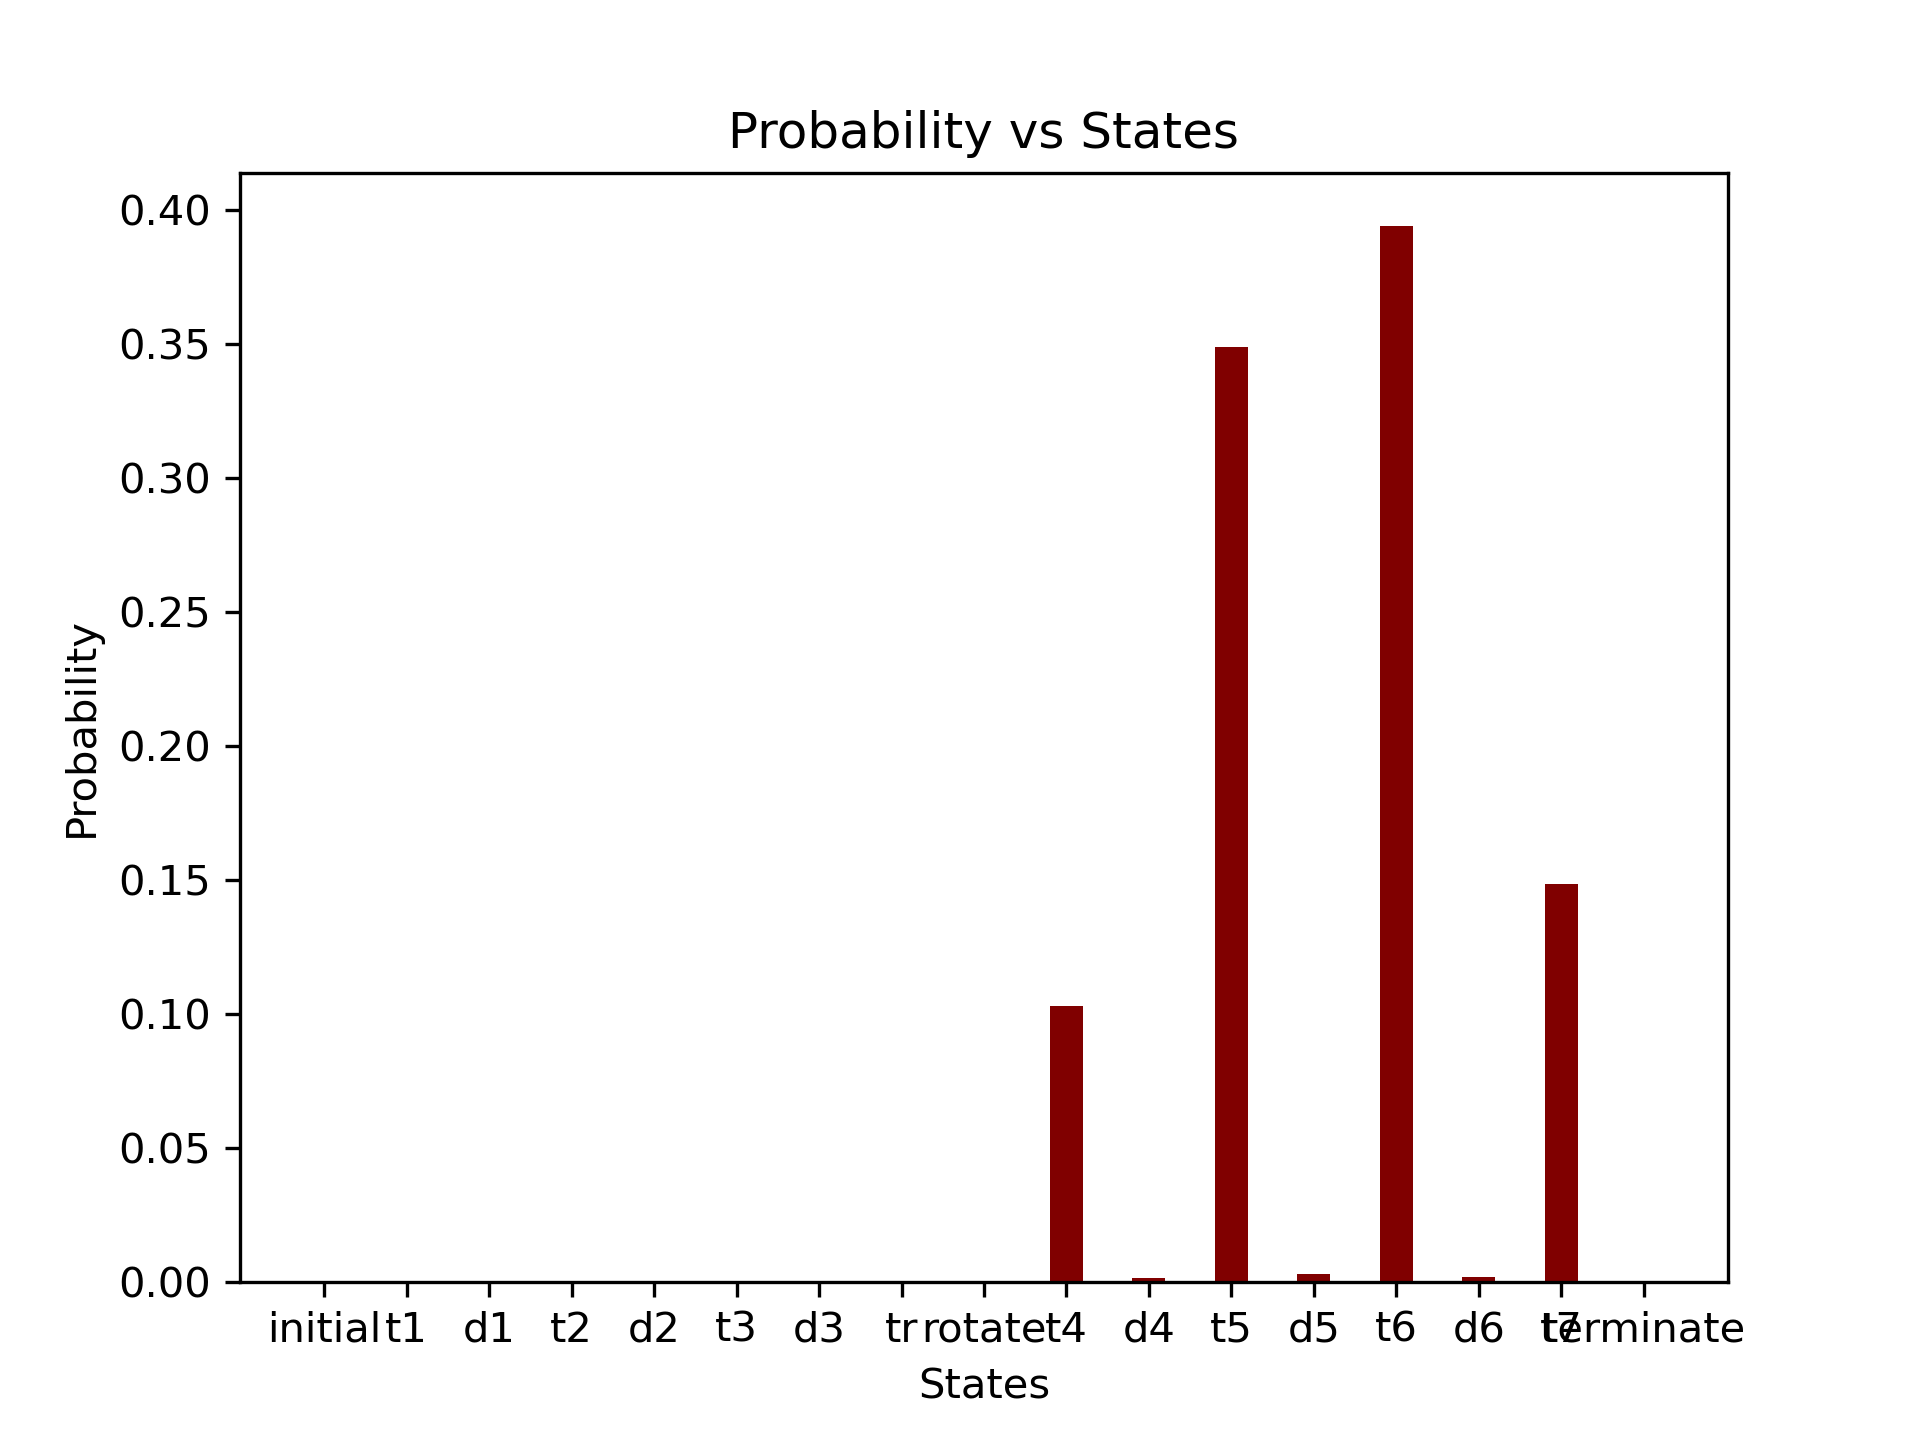 Probability vs States
0.40
0.35
0.30
0.25
0.20
0.15
0.10
0.05
0.00
Probability
initial t1 d1 t2 d2 t3 d3 tr rotate t4 d4 t5 d5 t6 d6 t7 terminate
States